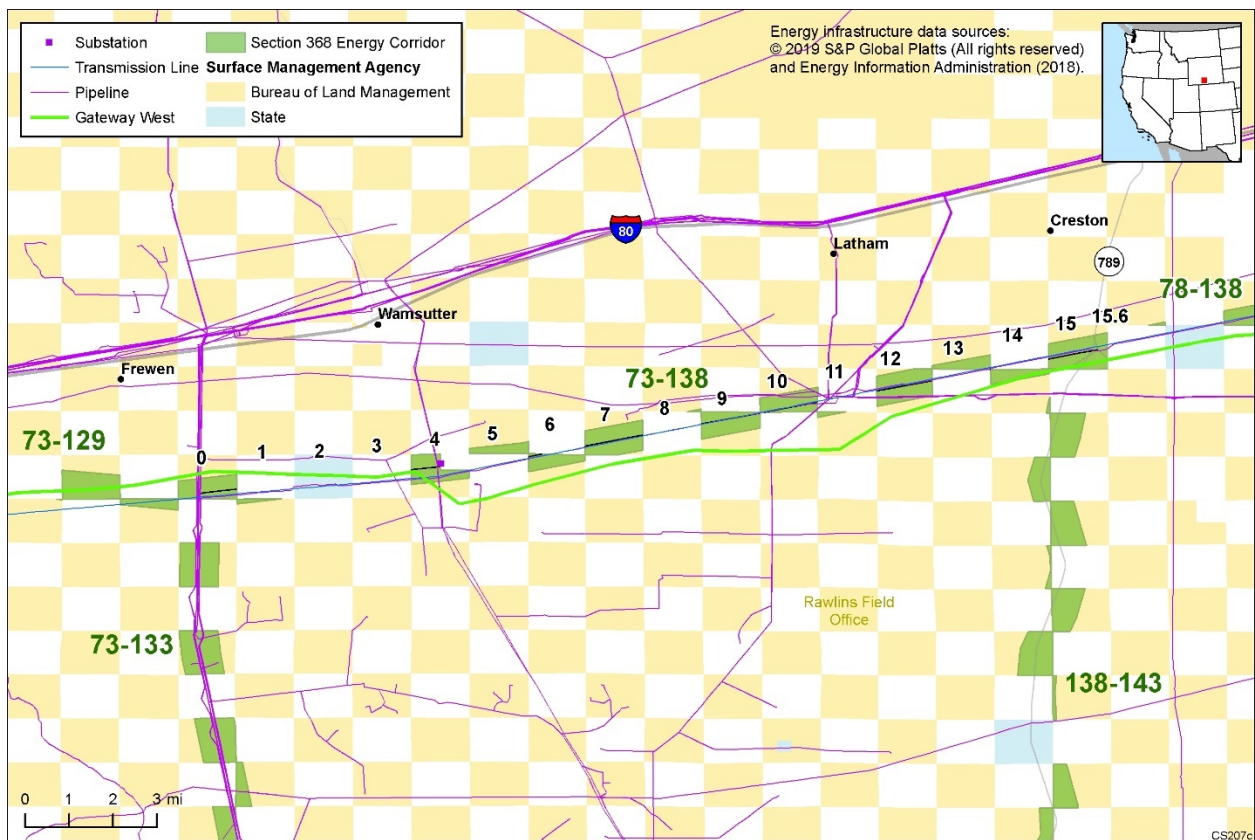 Substation
Transmission Line
Pipeline
Gateway West
Section 368 Energy Corridor
Surface Management Agency
Bureau of Land Management
State
Energy infrastructure data sources:
© 2019 S&P Global Platts (All rights reserved)
and Energy Information Administration (2018).
80
Creston
Latham
789
78-138
Wamsutter
Frewen
73-138
73-129
0
1
2
3
4
5
6
7
8
9
10
11
12
13
14
15
15.6
Rawlins Field
Office
73-133
138-143
0 1 2 3 mi
CS207c